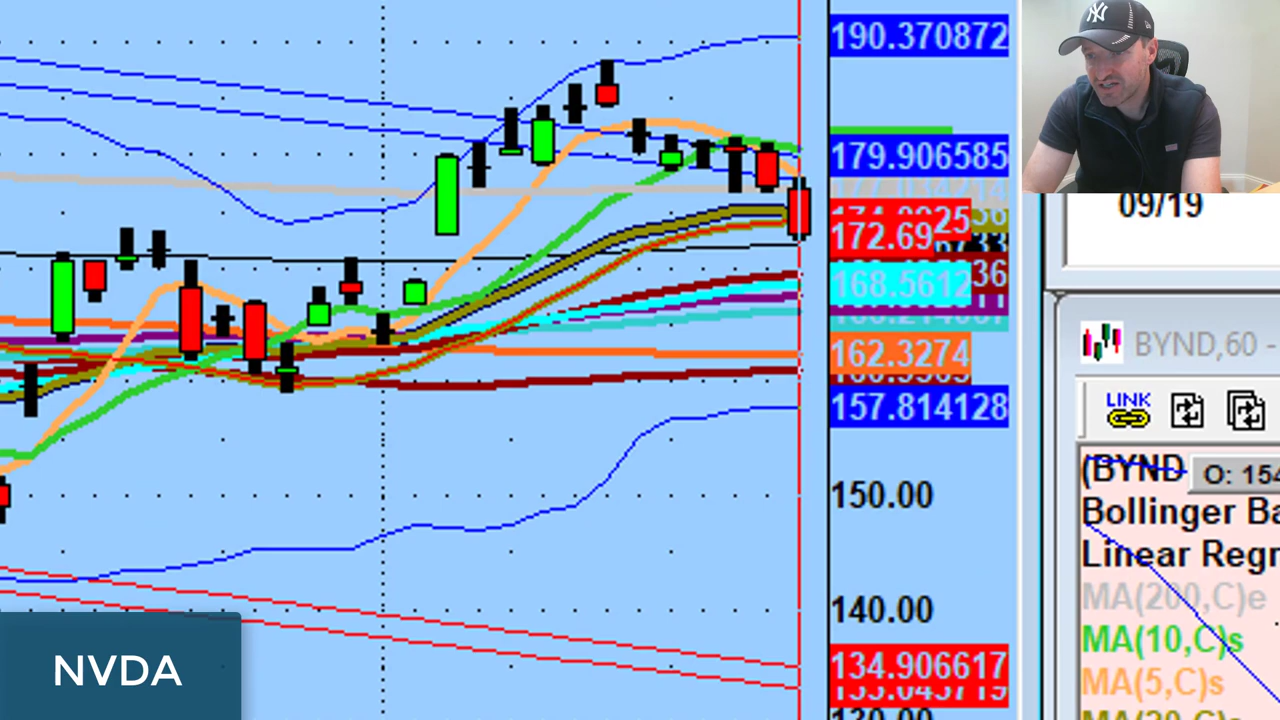 190.370872
179.906585
172.69
168.5612
162.3274
157.814128
150.00
140.00
134.906617
09/19
BYND,60 -
LINK
(BYND
O: 154
Bollinger Ba
Linear Regr
MA(200,C)e
MA(10,C)s
MA(5,C)s
NVDA